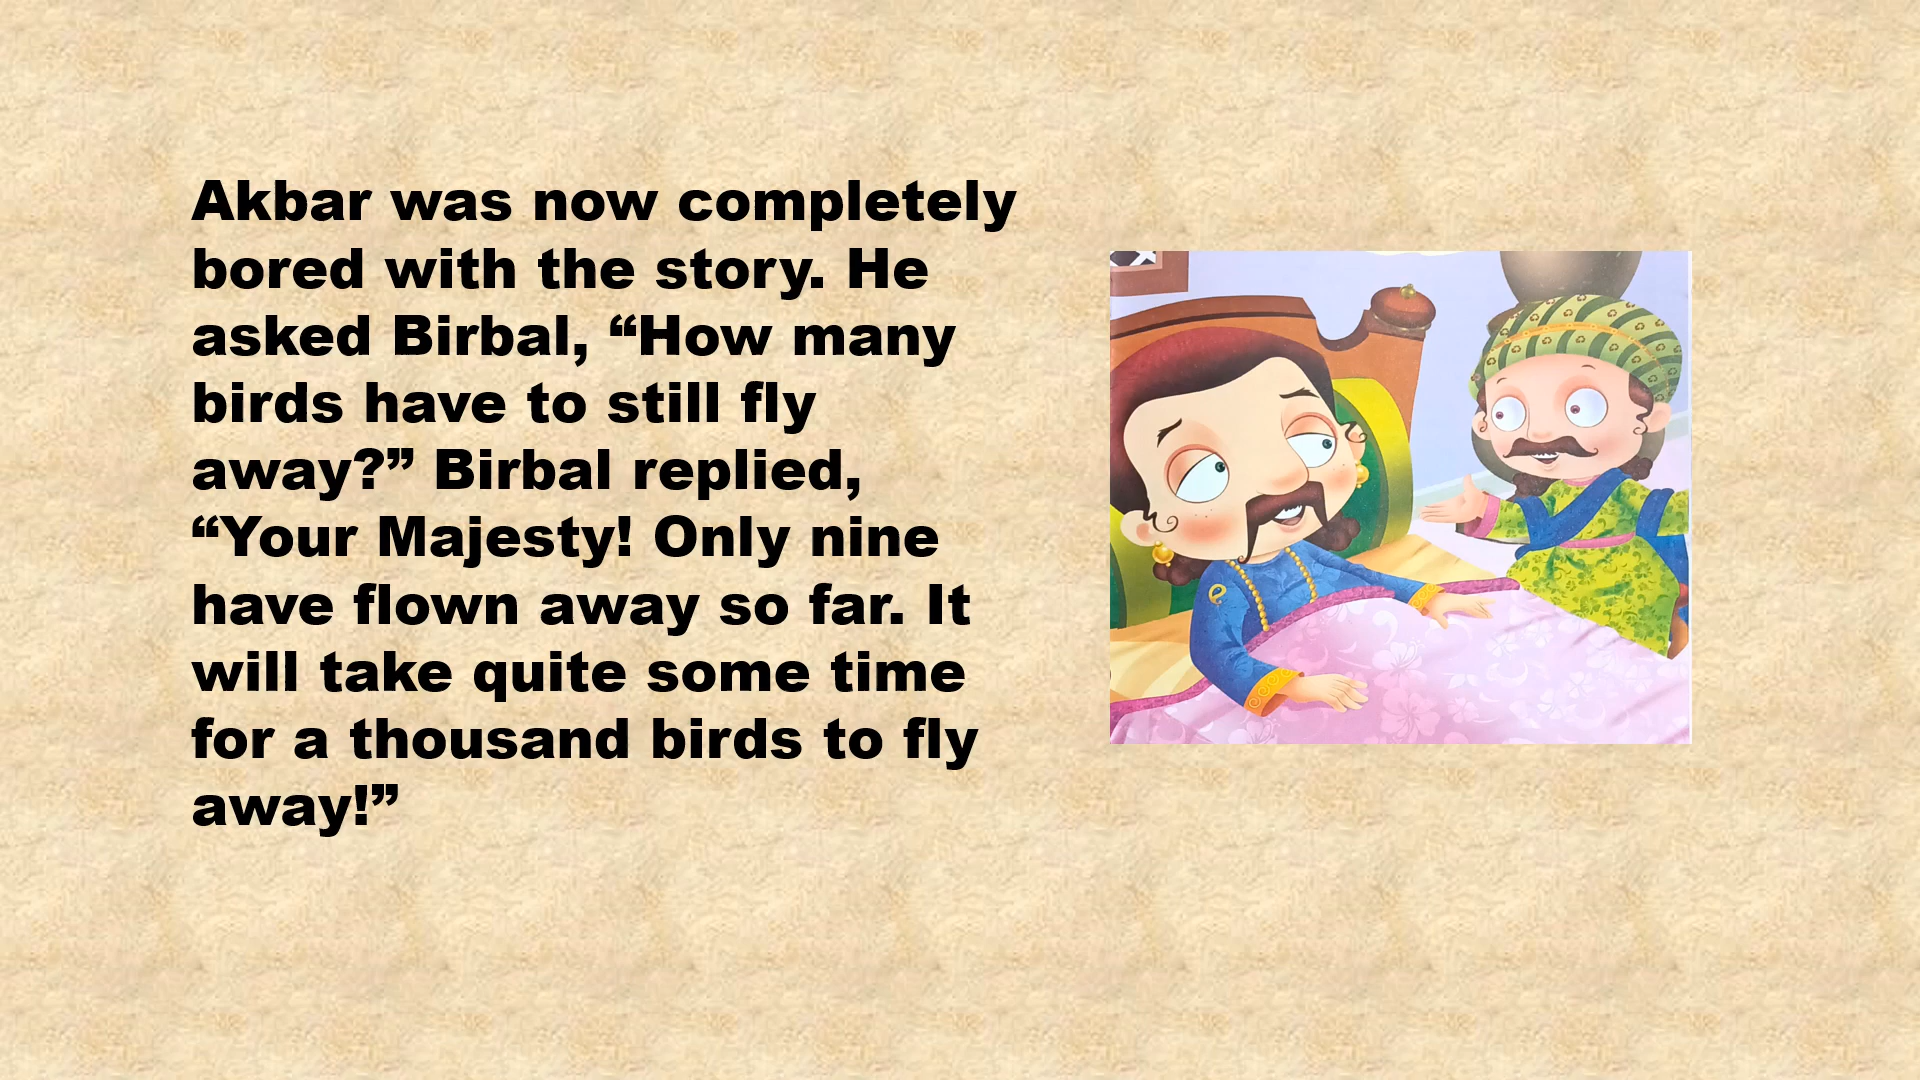 Akbar was now completely
bored with the story. He
asked Birbal, “How many
birds have to still fly
away?” Birbal replied,
“Your Majesty! Only nine
have flown away so far. It
will take quite some time
for a thousand birds to fly
away!”